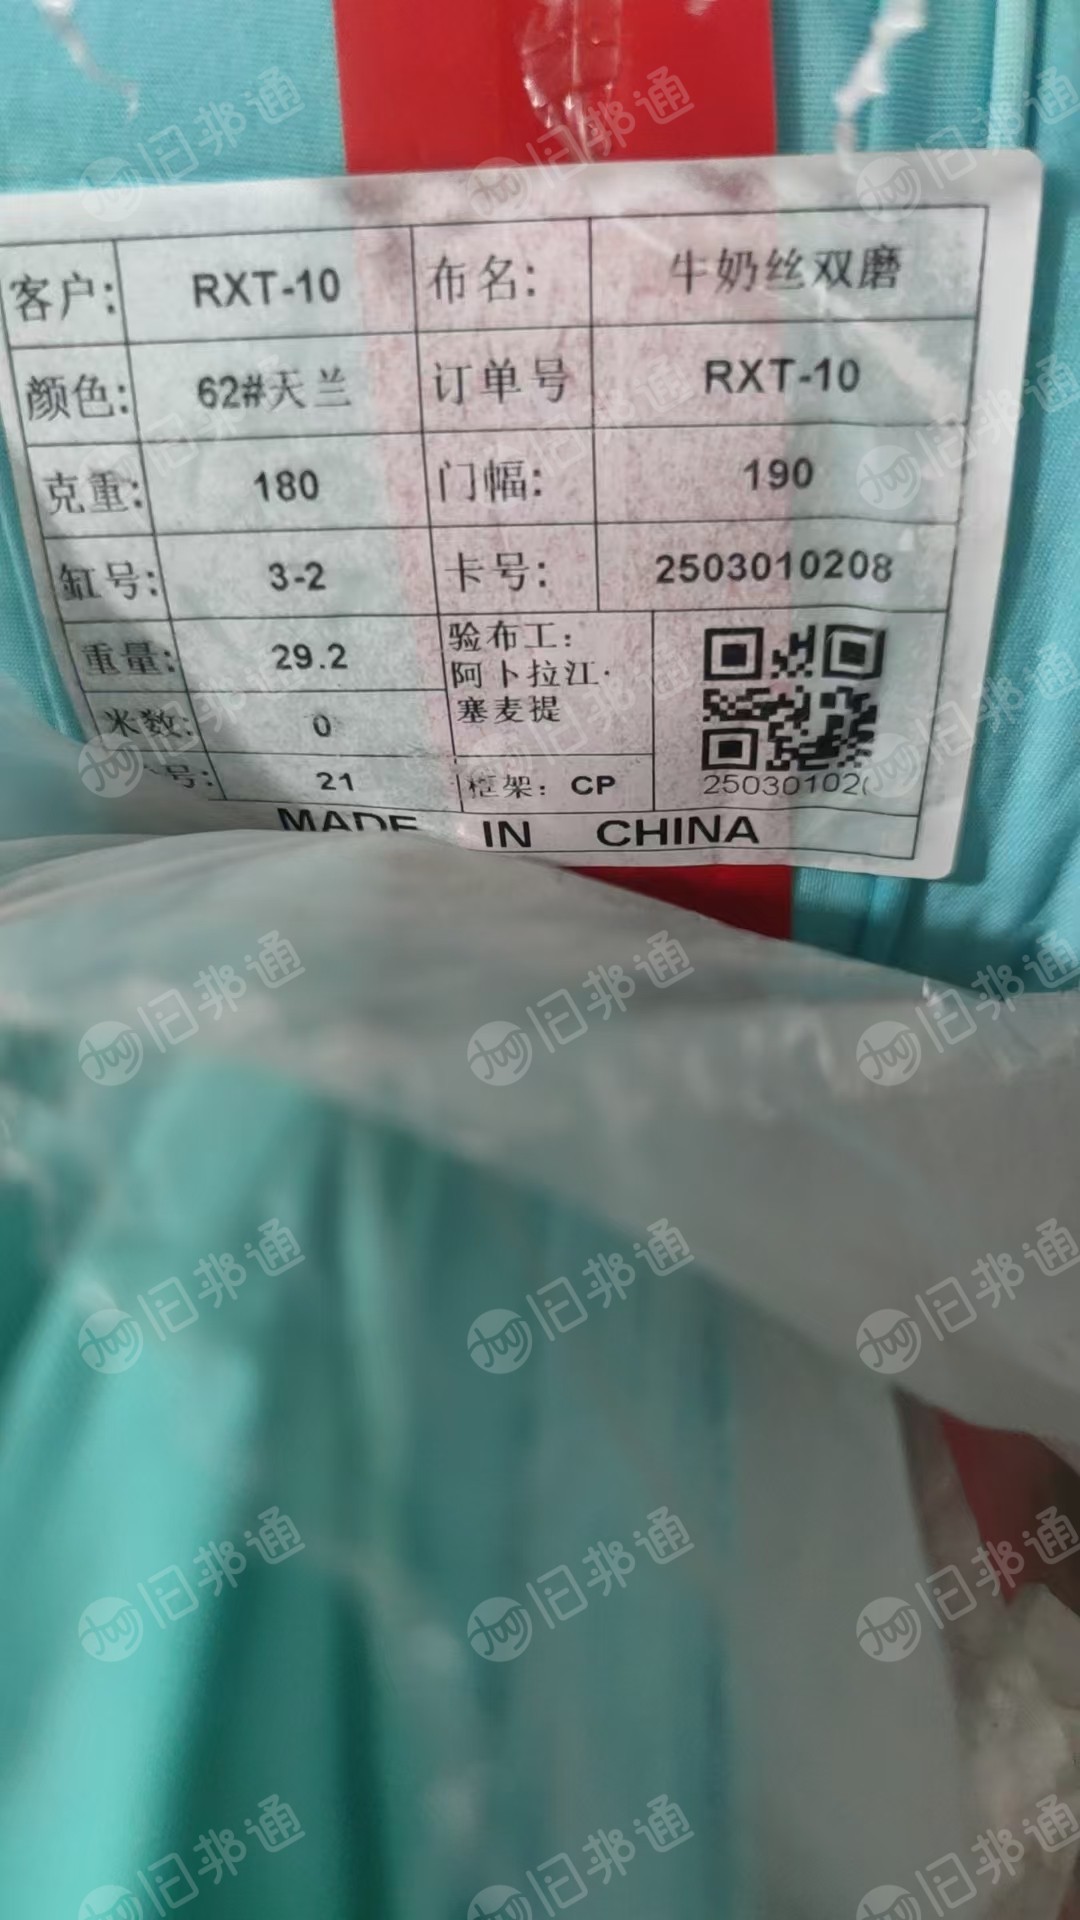 客户: RXT-10 布名: 牛奶丝双磨
颜色: 62#天兰 订单号 RXT-10
克重: 180 门幅: 190
缸号: 3-2 卡号: 2503010208
重量: 29.2 验布工:
阿卜拉江·
塞麦提
米数: 0
号: 21 框架: CP 250301020
MADE IN CHINA
旧邦通